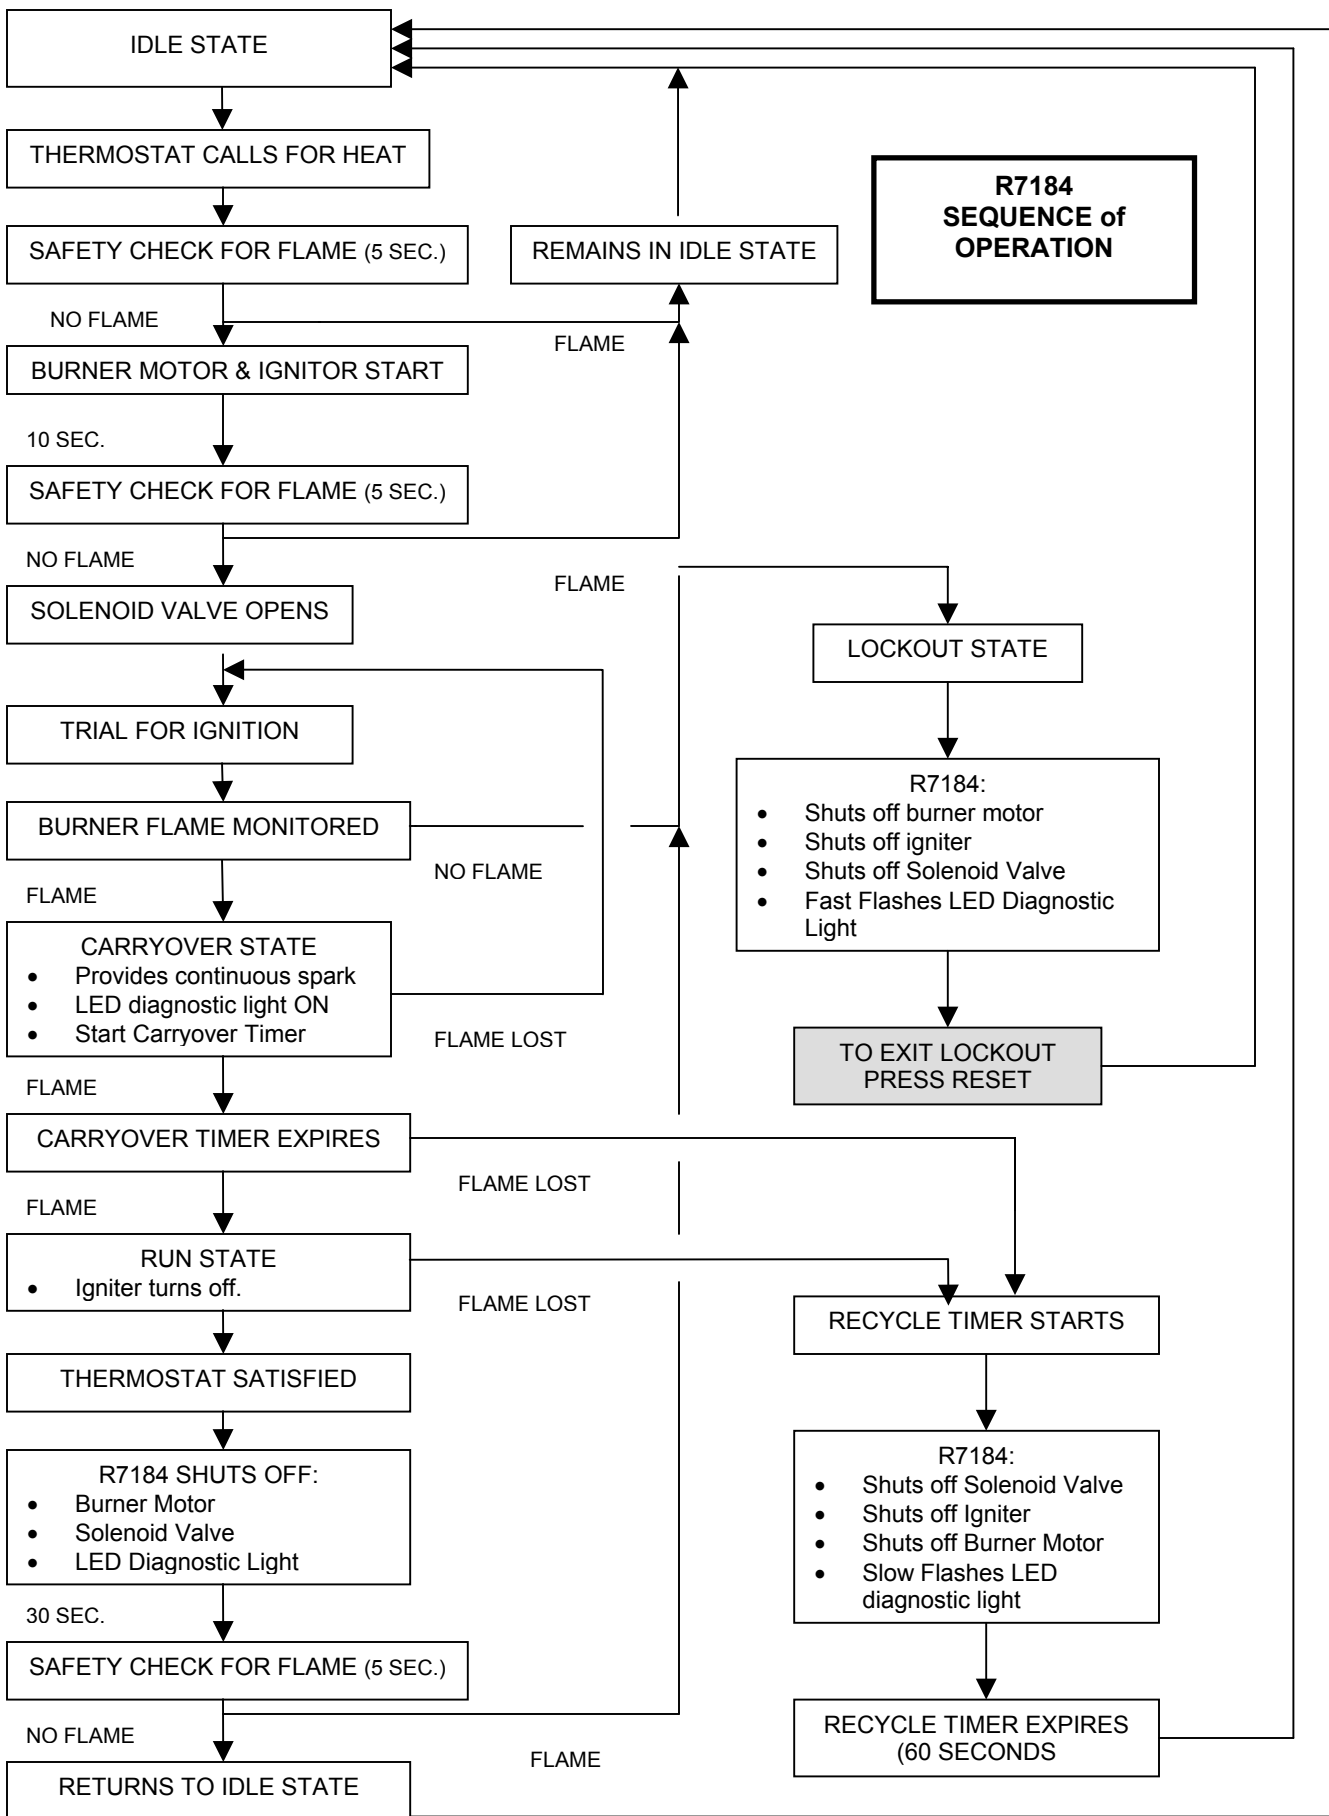 IDLE STATE
THERMOSTAT CALLS FOR HEAT
R7184
SEQUENCE of
OPERATION
SAFETY CHECK FOR FLAME (5 SEC.)
REMAINS IN IDLE STATE
NO FLAME
FLAME
BURNER MOTOR & IGNITOR START
10 SEC.
SAFETY CHECK FOR FLAME (5 SEC.)
NO FLAME
FLAME
SOLENOID VALVE OPENS
LOCKOUT STATE
TRIAL FOR IGNITION
R7184:
• Shuts off burner motor
• Shuts off igniter
• Shuts off Solenoid Valve
• Fast Flashes LED Diagnostic
Light
BURNER FLAME MONITORED
NO FLAME
FLAME
CARRYOVER STATE
• Provides continuous spark
• LED diagnostic light ON
• Start Carryover Timer
FLAME LOST
TO EXIT LOCKOUT
PRESS RESET
FLAME
CARRYOVER TIMER EXPIRES
FLAME LOST
FLAME
RUN STATE
• Igniter turns off.
FLAME LOST
RECYCLE TIMER STARTS
THERMOSTAT SATISFIED
R7184 SHUTS OFF:
• Burner Motor
• Solenoid Valve
• LED Diagnostic Light
R7184:
• Shuts off Solenoid Valve
• Shuts off Igniter
• Shuts off Burner Motor
• Slow Flashes LED
diagnostic light
30 SEC.
SAFETY CHECK FOR FLAME (5 SEC.)
NO FLAME
FLAME
RECYCLE TIMER EXPIRES
(60 SECONDS
RETURNS TO IDLE STATE